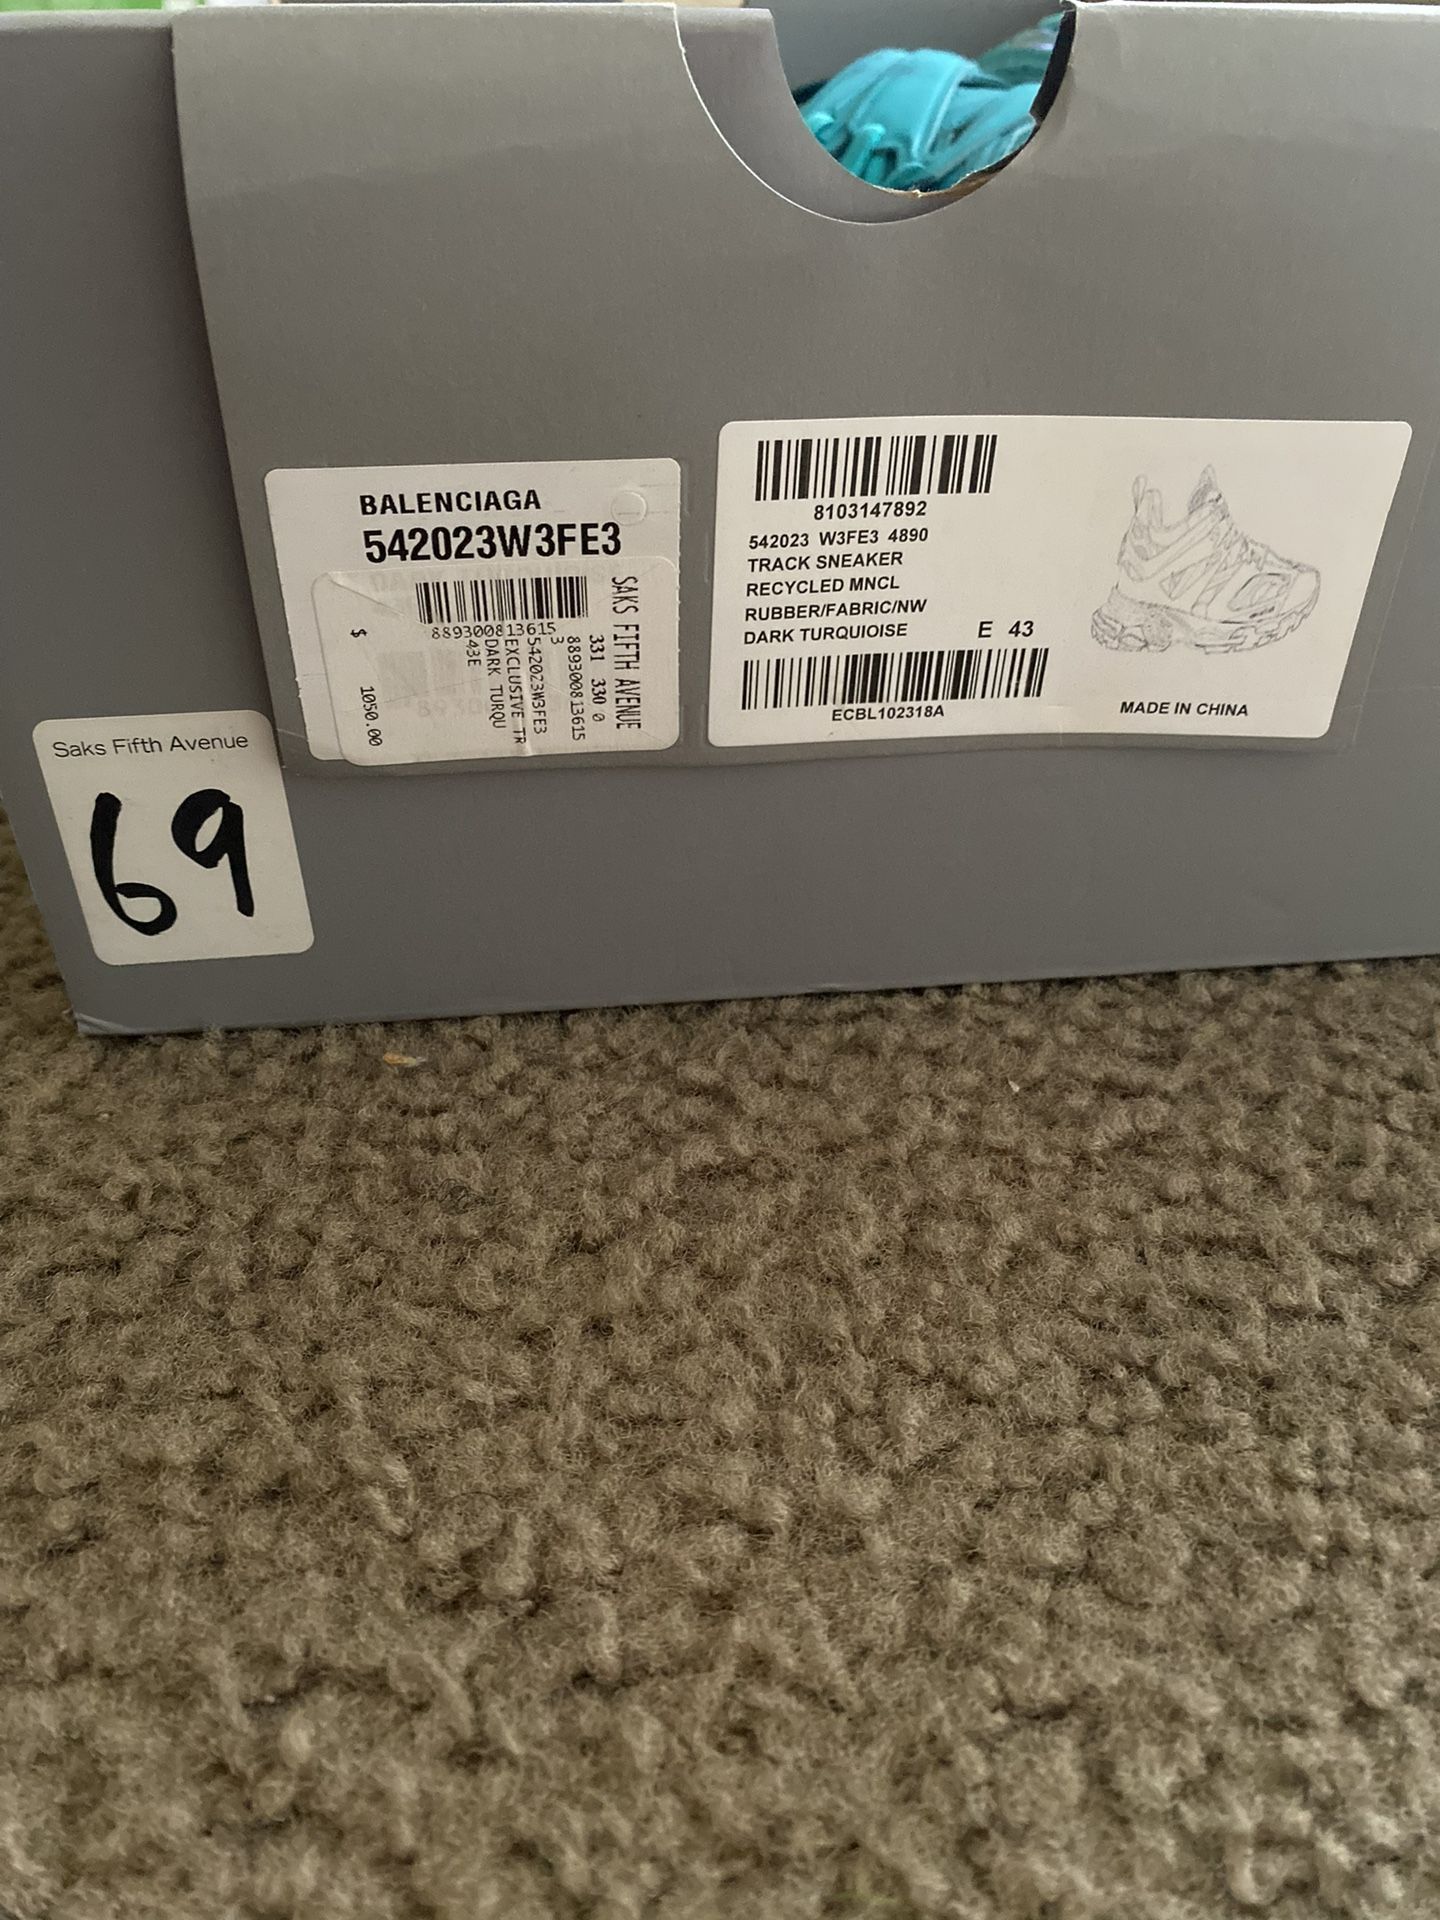 BALENCIAGA
542023W3FE3
889300813615
3
SAKS FIFTH AVENUE
331 330 0
889300813615
542023W3FE3
EXCLUSIVE TR
DARK TURQU
43E
$ 1050.00
8103147892
542023 W3FE3 4890
TRACK SNEAKER
RECYCLED MNCL
RUBBER/FABRIC/NW
DARK TURQUIOISE E 43
ECBL102318A
MADE IN CHINA
Saks Fifth Avenue
69